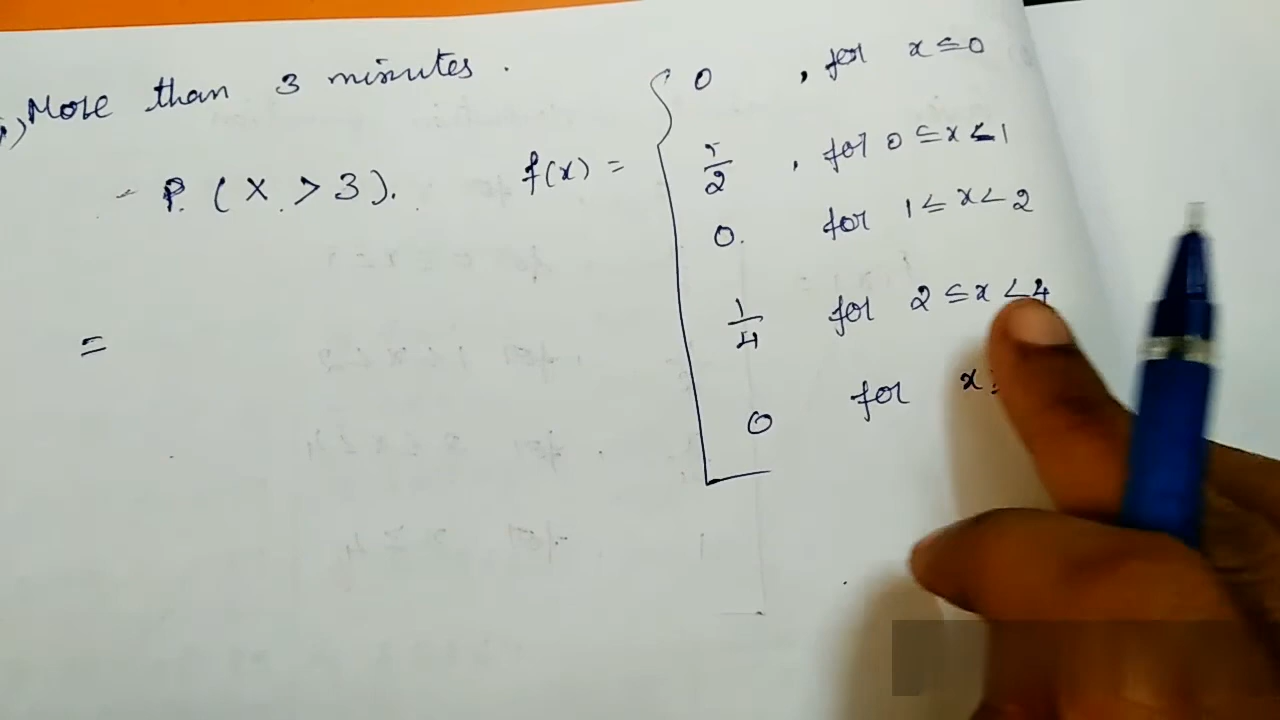 More than 3 minutes.
P. (X > 3).
=
f(x) =
0 , for x ≤ 0
/2 , for 0 ≤ x < 1
0. for 1 ≤ x < 2
1/4 for 2 ≤ x < 4
0 for x